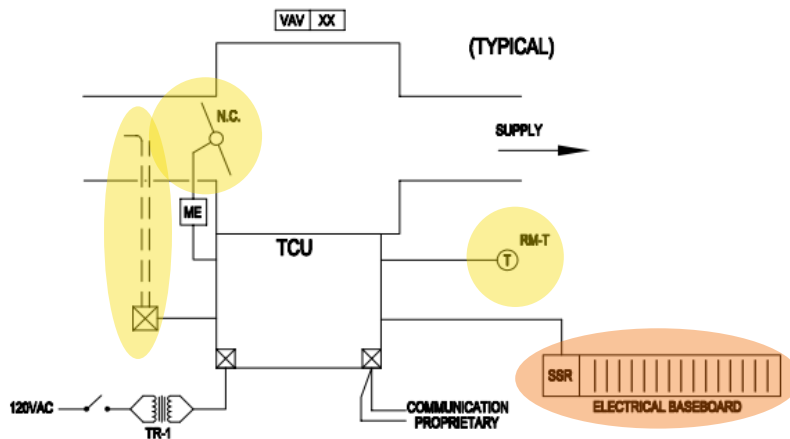 VAV XX
(TYPICAL)
N.C.
SUPPLY
ME
TCU
RM-T
T
SSR
ELECTRICAL BASEBOARD
120VAC
TR-1
COMMUNICATION
PROPRIETARY